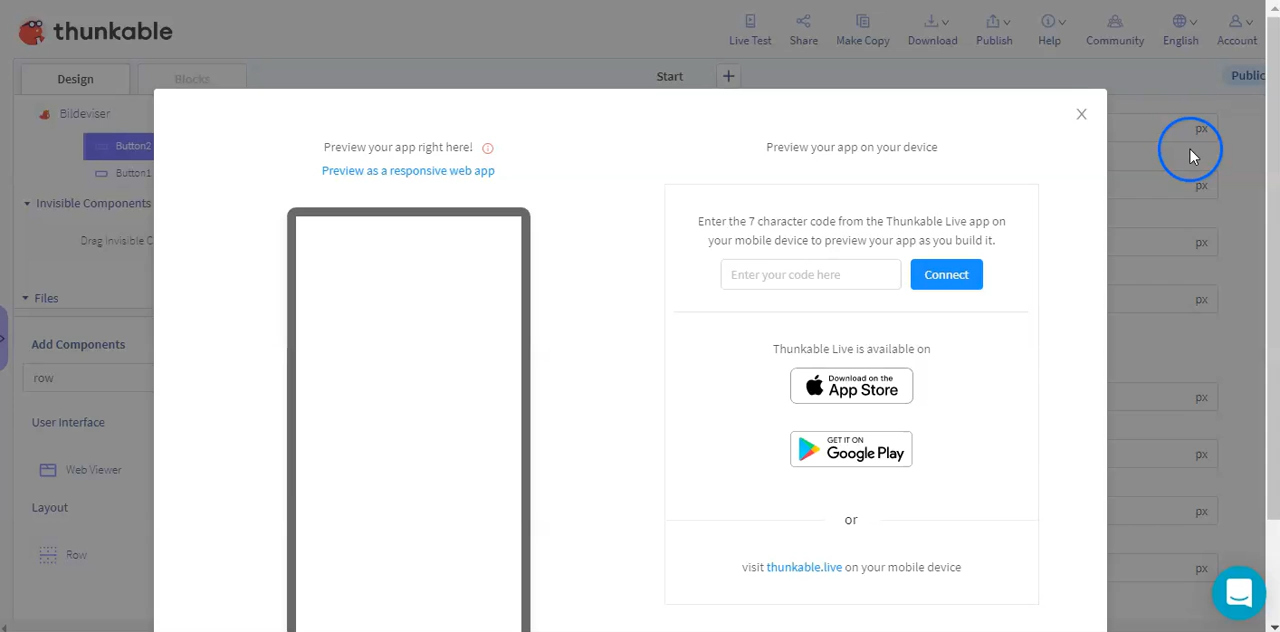 thunkable
Live Test
Share
Make Copy
Download
Publish
Help
Community
English
Account
Design
Blocks
Start
+
Public
Bildeviser
Button2
Button1
Invisible Components
Drag Invisible C
Files
Add Components
row
User Interface
Web Viewer
Layout
Row
Preview your app right here!
Preview as a responsive web app
Preview your app on your device
Enter the 7 character code from the Thunkable Live app on
your mobile device to preview your app as you build it.
Enter your code here
Connect
Thunkable Live is available on
Download on the
App Store
GET IT ON
Google Play
or
visit thunkable.live on your mobile device
px
px
px
px
px
px
px
px